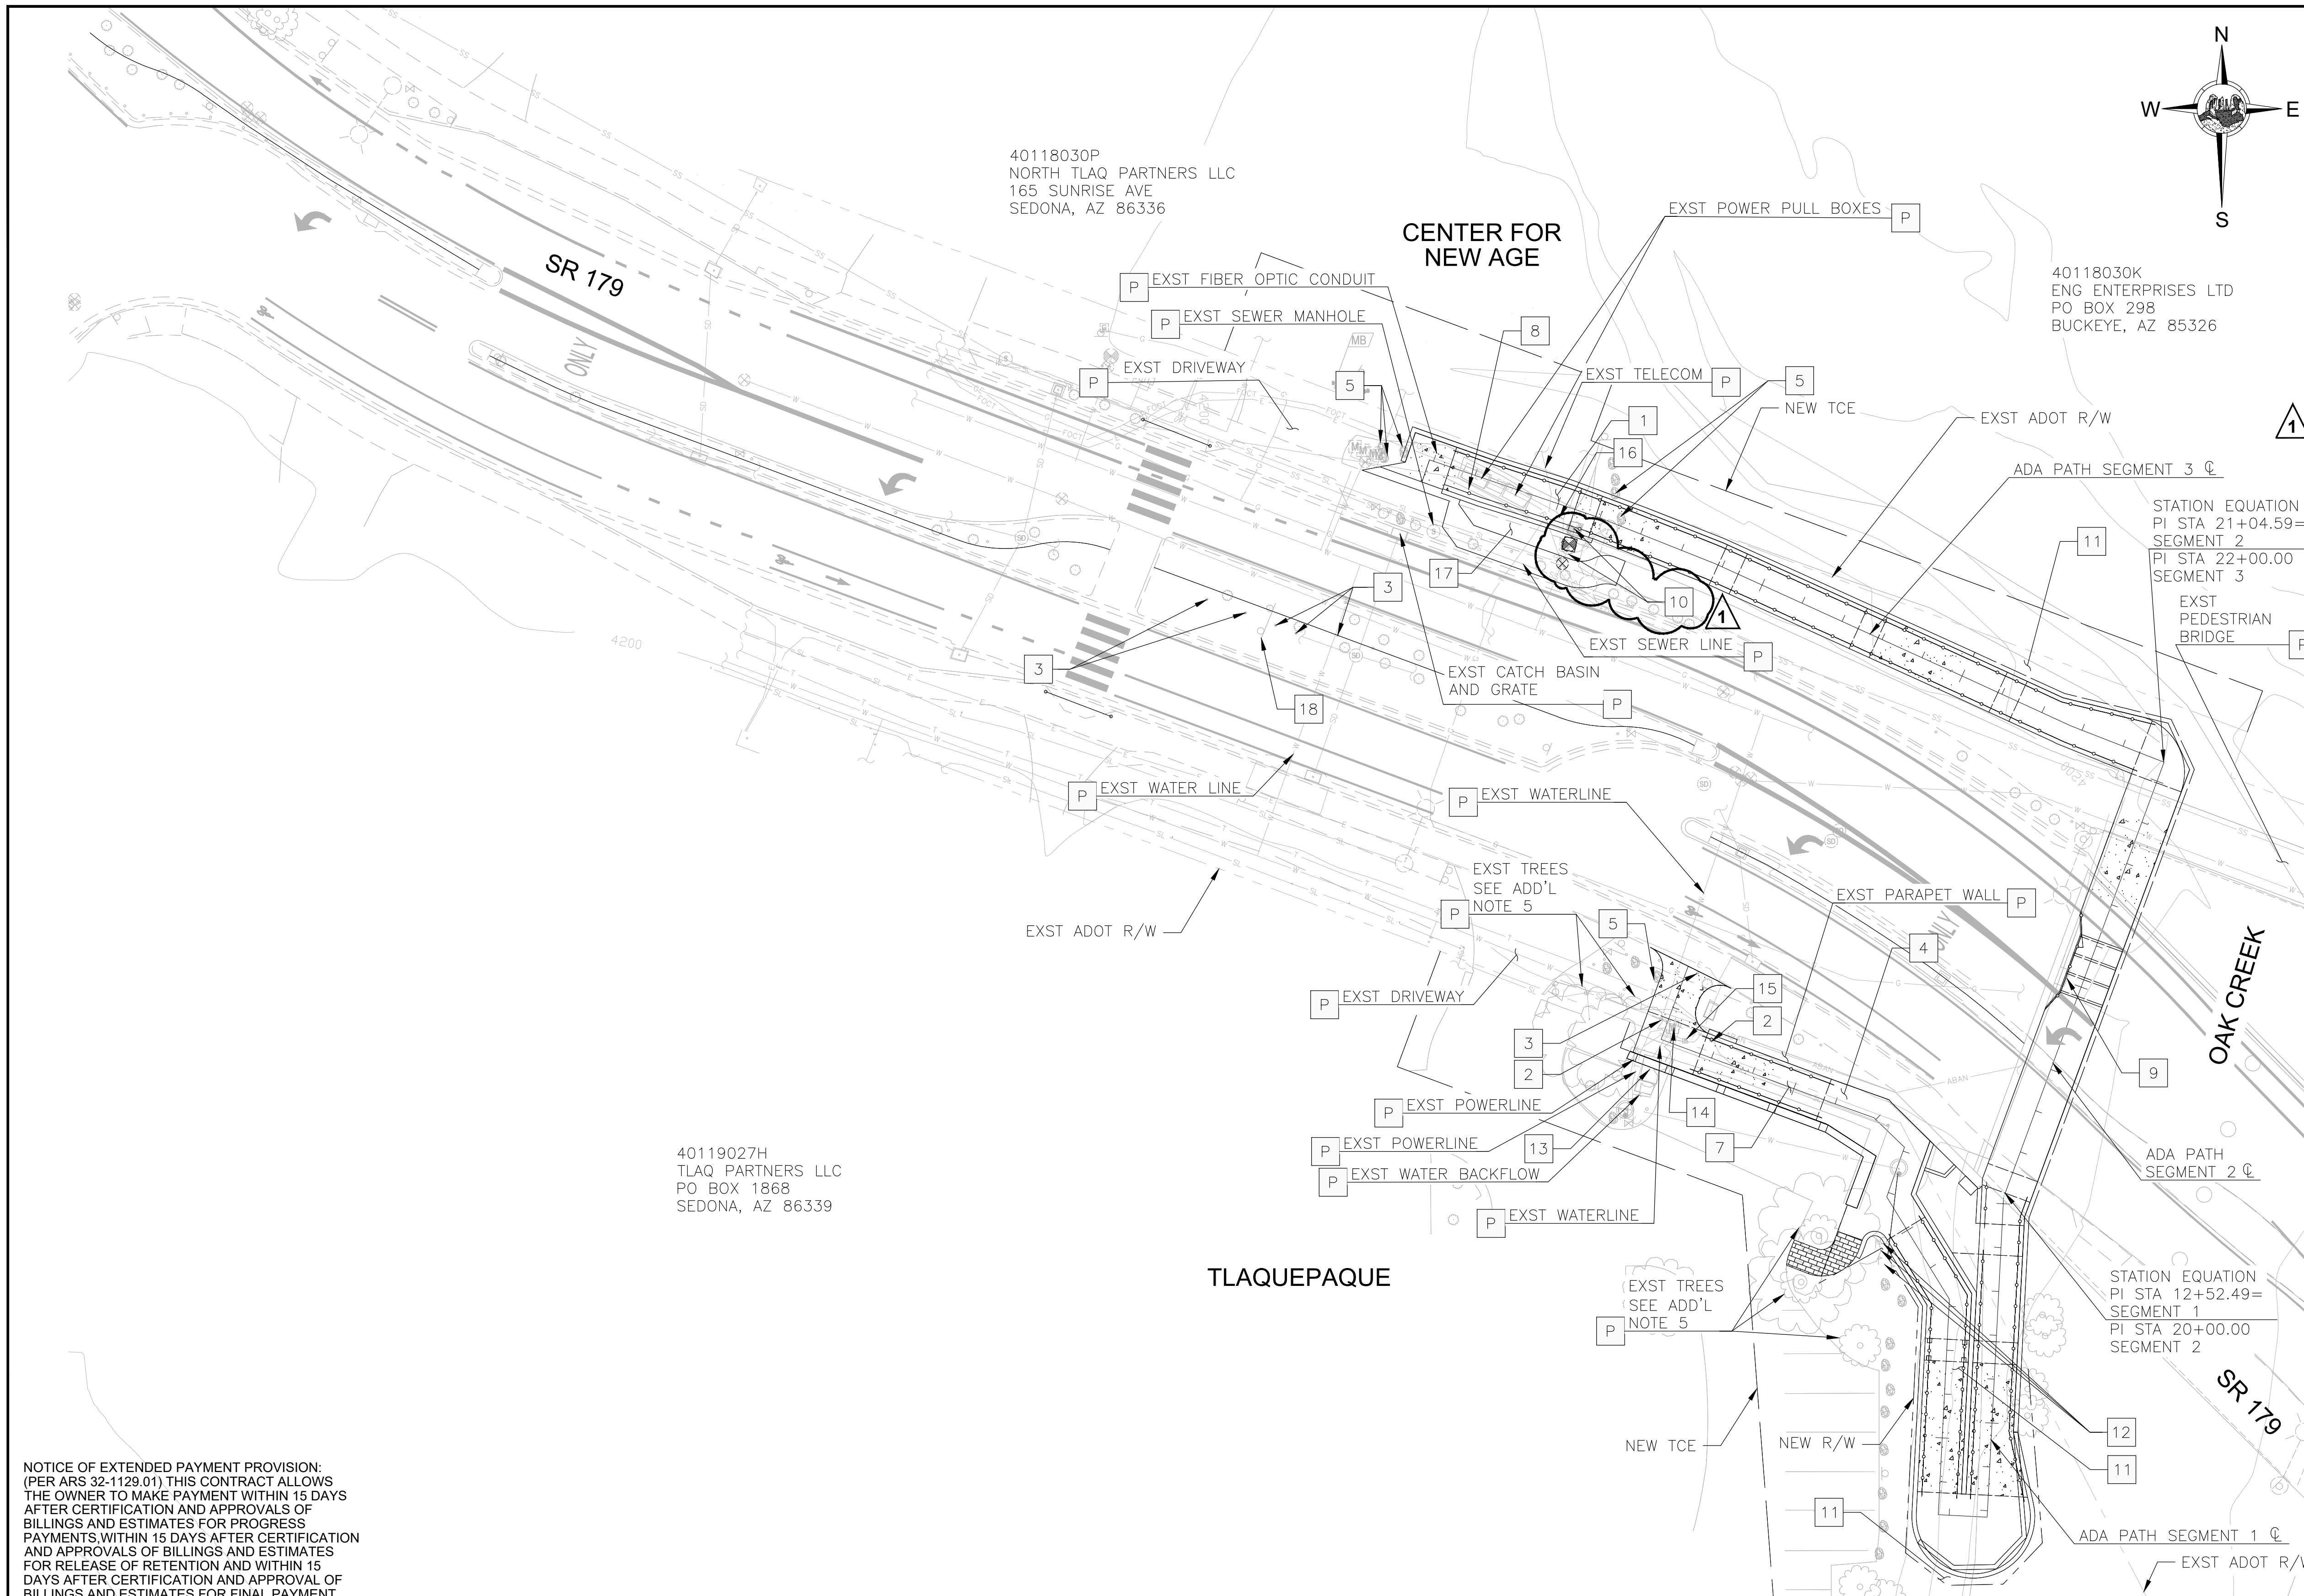 N
W
E
S
40118030P
NORTH TLAQ PARTNERS LLC
165 SUNRISE AVE
SEDONA, AZ 86336
CENTER FOR
NEW AGE
EXST POWER PULL BOXES
P
40118030K
ENG ENTERPRISES LTD
PO BOX 298
BUCKEYE, AZ 85326
SR 179
P
EXST FIBER OPTIC CONDUIT
P
EXST SEWER MANHOLE
8
MB
P
EXST DRIVEWAY
5
EXST TELECOM
P
5
NEW TCE
1
EXST ADOT R/W
1
16
ADA PATH SEGMENT 3 ℄
STATION EQUATION
PI STA 21+04.59=
SEGMENT 2
PI STA 22+00.00
SEGMENT 3
11
ONLY
17
3
10
1
EXST
PEDESTRIAN
BRIDGE
P
4200
3
EXST SEWER LINE
P
EXST CATCH BASIN
AND GRATE
P
18
P
EXST WATER LINE
P
EXST WATERLINE
EXST TREES
SEE ADD'L
NOTE 5
P
5
EXST PARAPET WALL
P
EXST ADOT R/W
4
ONLY
P
EXST DRIVEWAY
15
2
3
2
OAK CREEK
9
P
EXST POWERLINE
14
ABAN
ABAN
P
EXST POWERLINE
13
7
P
EXST WATER BACKFLOW
P
EXST WATERLINE
40119027H
TLAQ PARTNERS LLC
PO BOX 1868
SEDONA, AZ 86339
ADA PATH
SEGMENT 2 ℄
TLAQUEPAQUE
EXST TREES
SEE ADD'L
NOTE 5
P
STATION EQUATION
PI STA 12+52.49=
SEGMENT 1
PI STA 20+00.00
SEGMENT 2
SR 179
NEW TCE
NEW R/W
12
11
11
ADA PATH SEGMENT 1 ℄
EXST ADOT R/W
NOTICE OF EXTENDED PAYMENT PROVISION:
(PER ARS 32-1129.01) THIS CONTRACT ALLOWS
THE OWNER TO MAKE PAYMENT WITHIN 15 DAYS
AFTER CERTIFICATION AND APPROVALS OF
BILLINGS AND ESTIMATES FOR PROGRESS
PAYMENTS,WITHIN 15 DAYS AFTER CERTIFICATION
AND APPROVALS OF BILLINGS AND ESTIMATES
FOR RELEASE OF RETENTION AND WITHIN 15
DAYS AFTER CERTIFICATION AND APPROVAL OF
BILLINGS AND ESTIMATES FOR FINAL PAYMENT